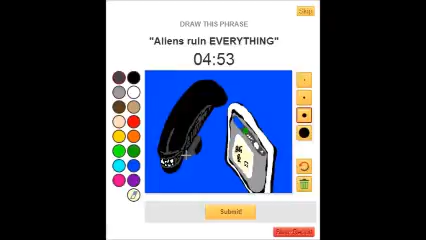 Skip
DRAW THIS PHRASE
"Aliens ruin EVERYTHING"
04:53
Submit!